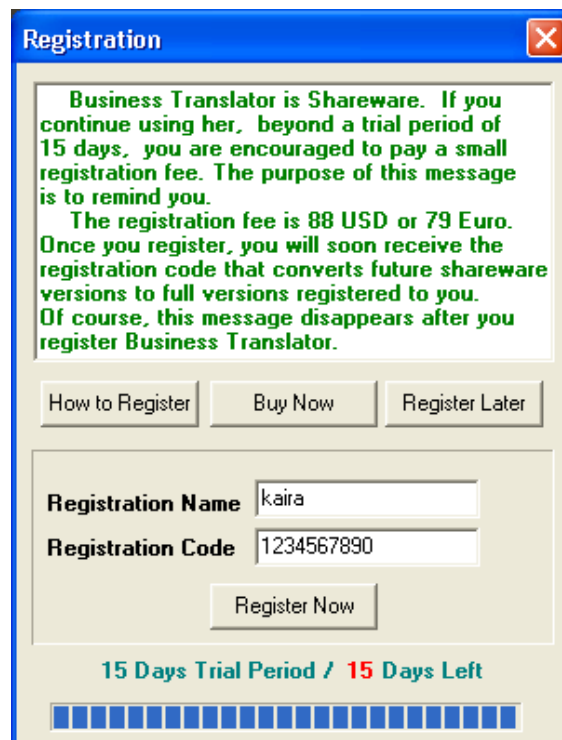 Registration
Business Translator is Shareware. If you
continue using her, beyond a trial period of
15 days, you are encouraged to pay a small
registration fee. The purpose of this message
is to remind you.
The registration fee is 88 USD or 79 Euro.
Once you register, you will soon receive the
registration code that converts future shareware
versions to full versions registered to you.
Of course, this message disappears after you
register Business Translator.
How to Register Buy Now Register Later
Registration Name kaira
Registration Code 1234567890
Register Now
15 Days Trial Period / 15 Days Left